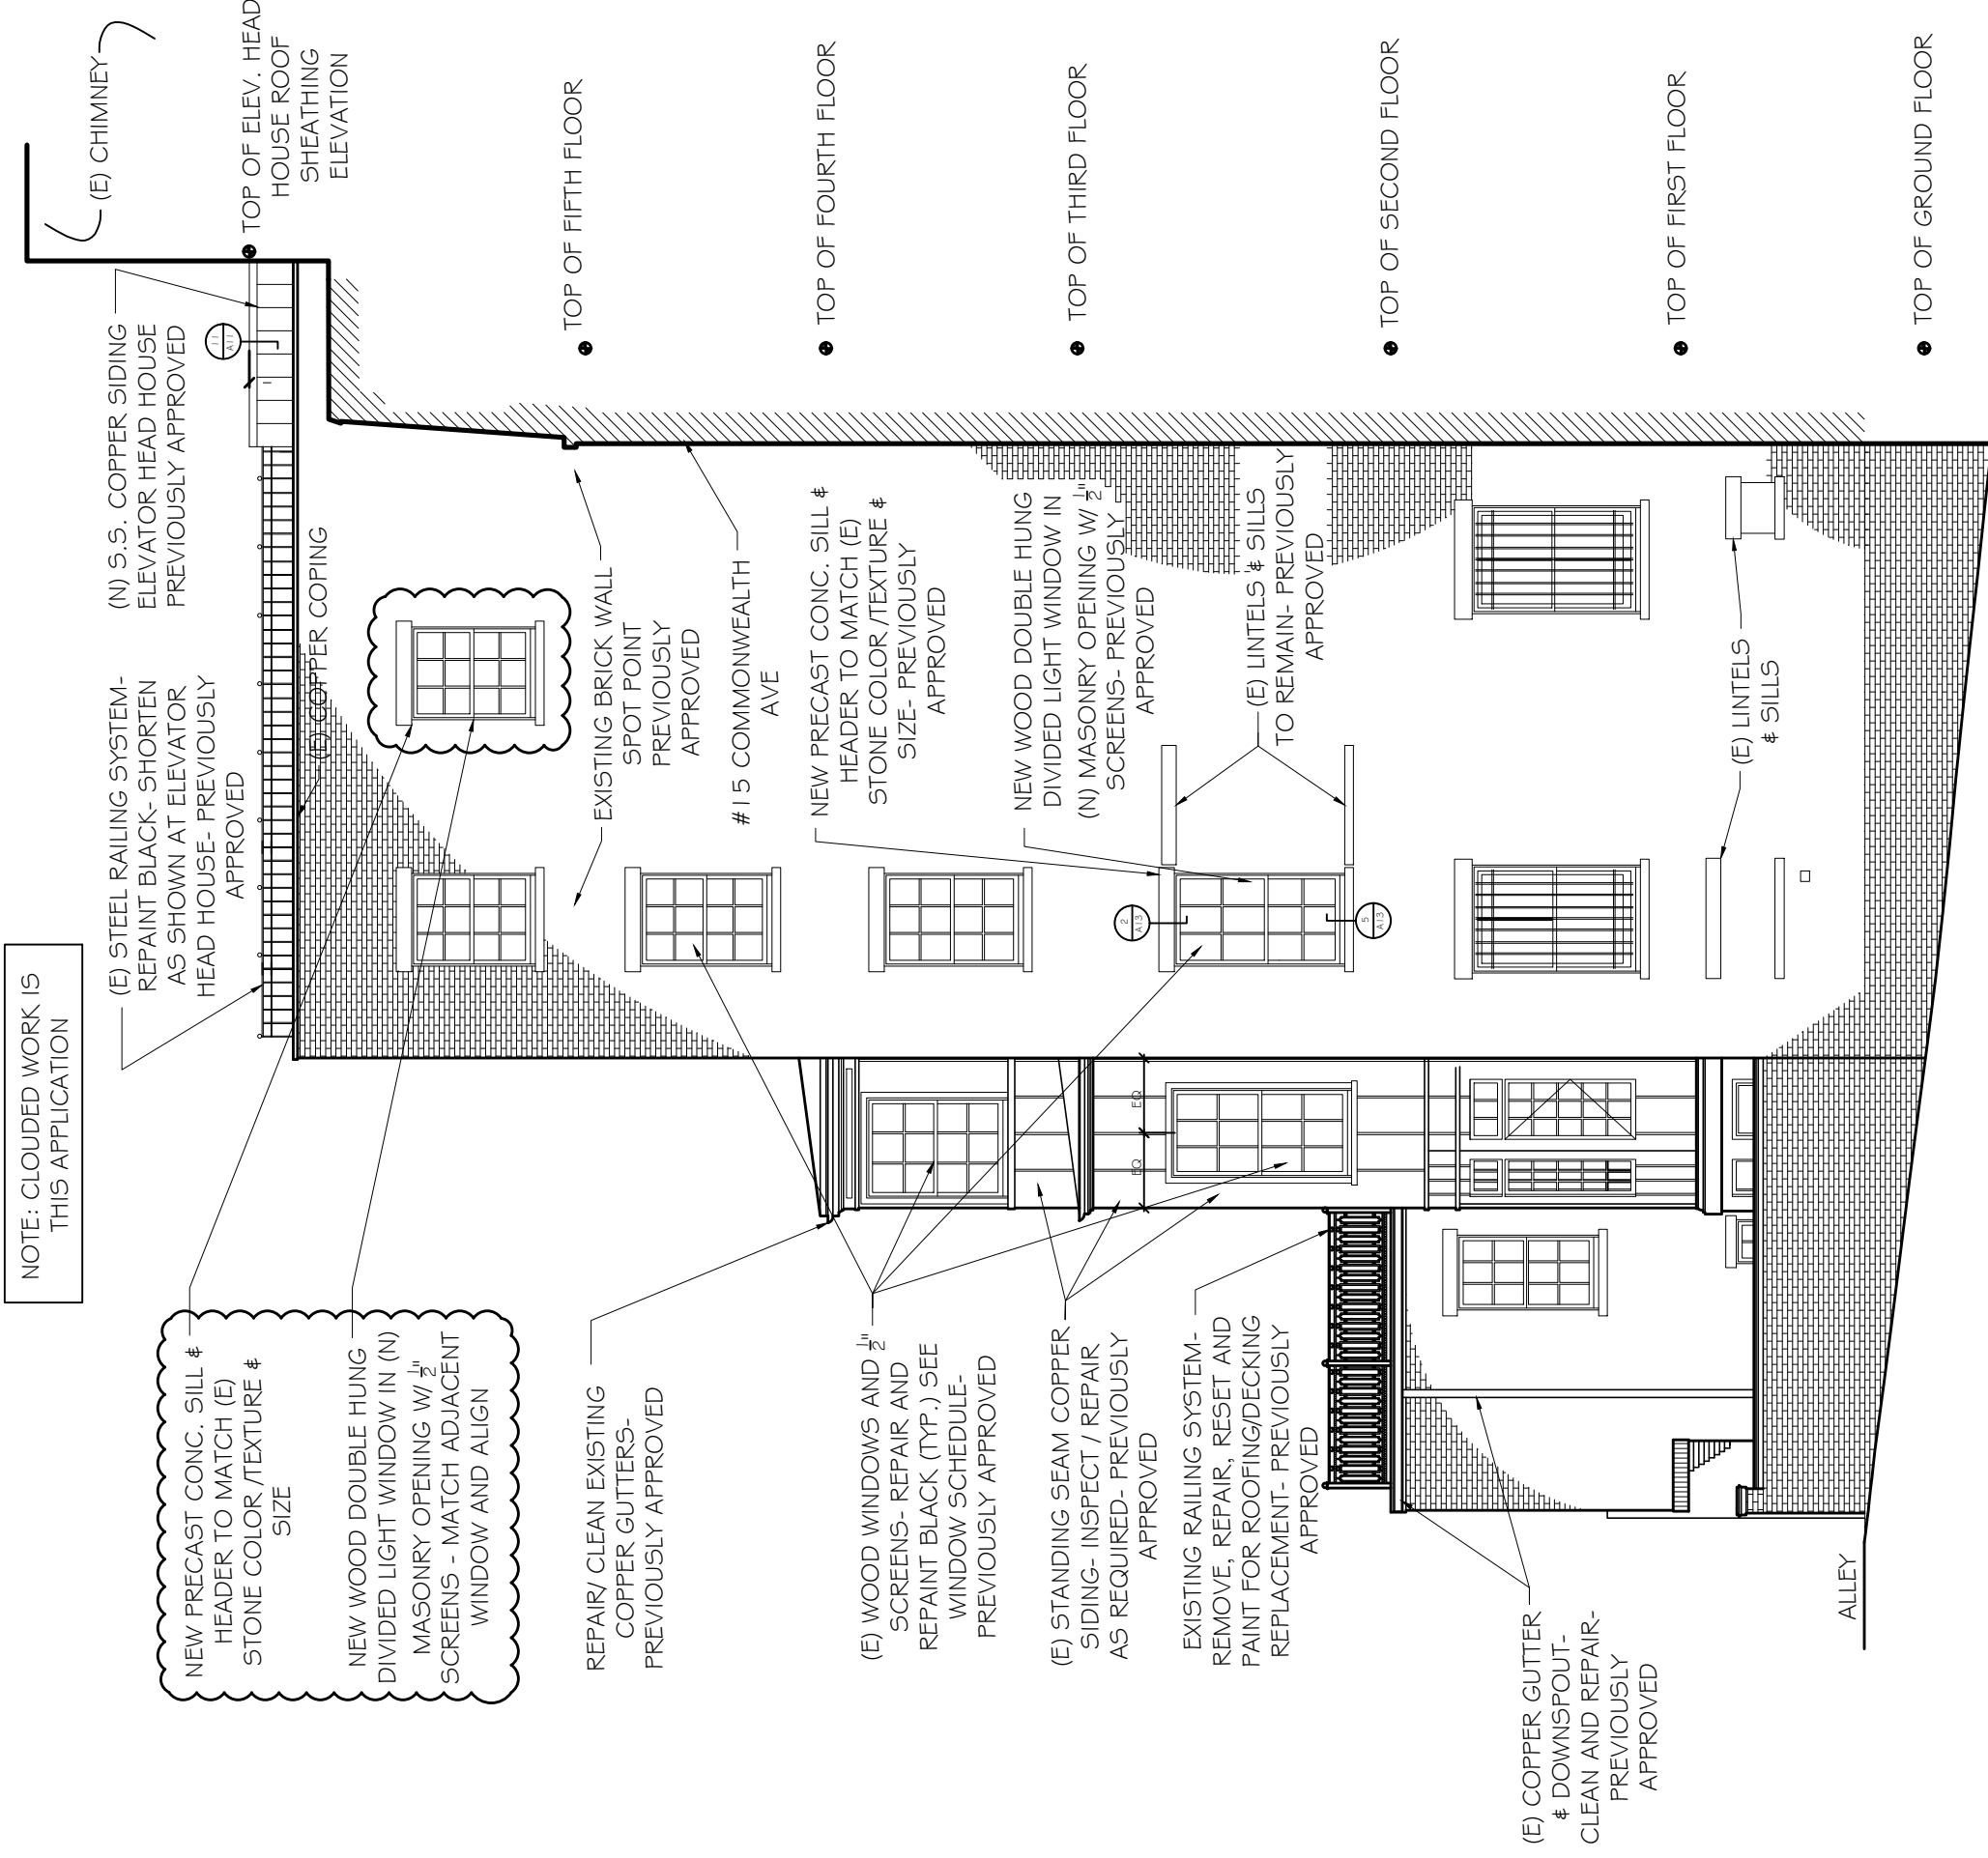 NOTE: CLOUDED WORK IS
THIS APPLICATION
NEW PRECAST CONC. SILL &
HEADER TO MATCH (E)
STONE COLOR /TEXTURE &
SIZE
NEW WOOD DOUBLE HUNG
DIVIDED LIGHT WINDOW IN (N)
MASONRY OPENING W/ 1/2"
SCREENS - MATCH ADJACENT
WINDOW AND ALIGN
REPAIR/ CLEAN EXISTING
COPPER GUTTERS-
PREVIOUSLY APPROVED
(E) WOOD WINDOWS AND 1/2"
SCREENS- REPAIR AND
REPAINT BLACK (TYP.) SEE
WINDOW SCHEDULE-
PREVIOUSLY APPROVED
(E) STANDING SEAM COPPER
SIDING- INSPECT / REPAIR
AS REQUIRED- PREVIOUSLY
APPROVED
EXISTING RAILING SYSTEM-
REMOVE, REPAIR, RESET AND
PAINT FOR ROOFING/DECKING
REPLACEMENT- PREVIOUSLY
APPROVED
(E) COPPER GUTTER
& DOWNSPOUT-
CLEAN AND REPAIR-
PREVIOUSLY
APPROVED
ALLEY
(E) STEEL RAILING SYSTEM-
REPAINT BLACK- SHORTEN
AS SHOWN AT ELEVATOR
HEAD HOUSE- PREVIOUSLY
APPROVED
(N) S.S. COPPER SIDING
ELEVATOR HEAD HOUSE
PREVIOUSLY APPROVED
11
A11
(E) COPPER COPING
EXISTING BRICK WALL
SPOT POINT
PREVIOUSLY
APPROVED
#15 COMMONWEALTH
AVE
NEW PRECAST CONC. SILL &
HEADER TO MATCH (E)
STONE COLOR /TEXTURE &
SIZE- PREVIOUSLY
APPROVED
NEW WOOD DOUBLE HUNG
DIVIDED LIGHT WINDOW IN
(N) MASONRY OPENING W/ 1/2"
SCREENS- PREVIOUSLY
APPROVED
(E) LINTELS & SILLS
TO REMAIN- PREVIOUSLY
APPROVED
2
A13
5
A13
EQ
EQ
(E) LINTELS
& SILLS
(E) CHIMNEY
TOP OF ELEV. HEAD
HOUSE ROOF
SHEATHING
ELEVATION
TOP OF FIFTH FLOOR
TOP OF FOURTH FLOOR
TOP OF THIRD FLOOR
TOP OF SECOND FLOOR
TOP OF FIRST FLOOR
TOP OF GROUND FLOOR